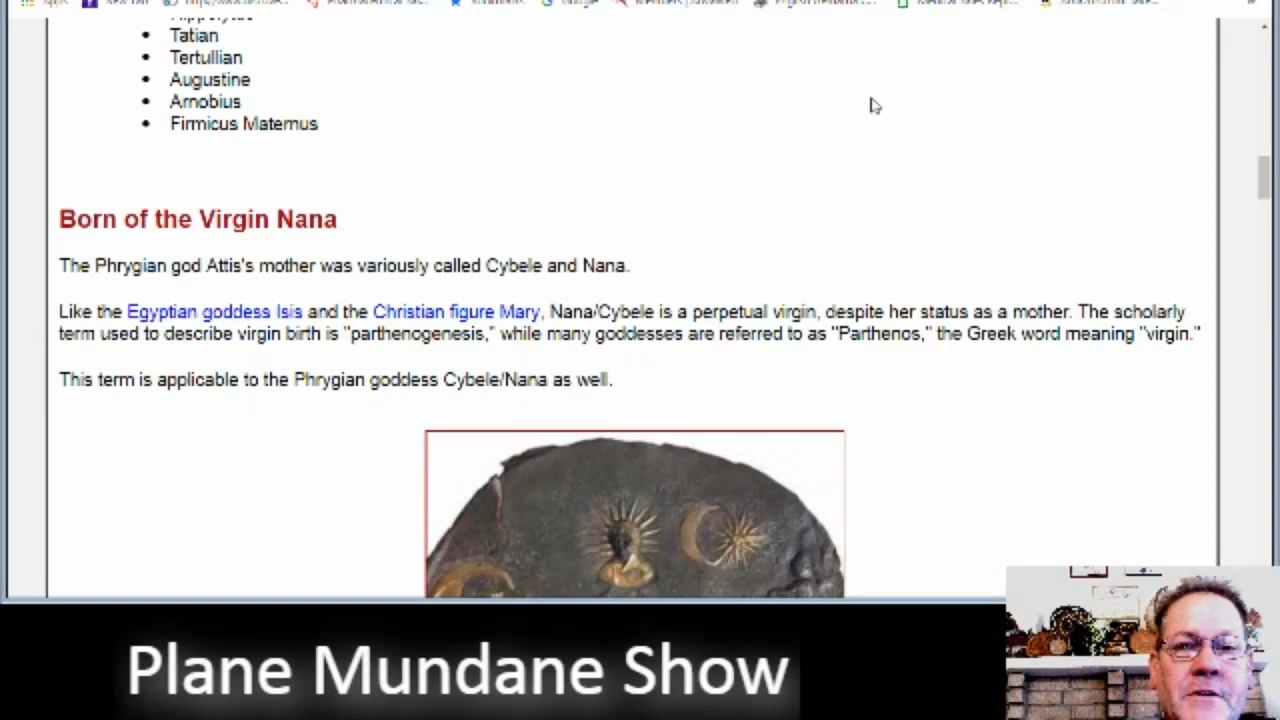 Tatian
Tertullian
Augustine
Arnobius
Firmicus Maternus
Born of the Virgin Nana
The Phrygian god Attis's mother was variously called Cybele and Nana.
Like the Egyptian goddess Isis and the Christian figure Mary, Nana/Cybele is a perpetual virgin, despite her status as a mother. The scholarly
term used to describe virgin birth is "parthenogenesis," while many goddesses are referred to as "Parthenos," the Greek word meaning "virgin."
This term is applicable to the Phrygian goddess Cybele/Nana as well.
Plane Mundane Show